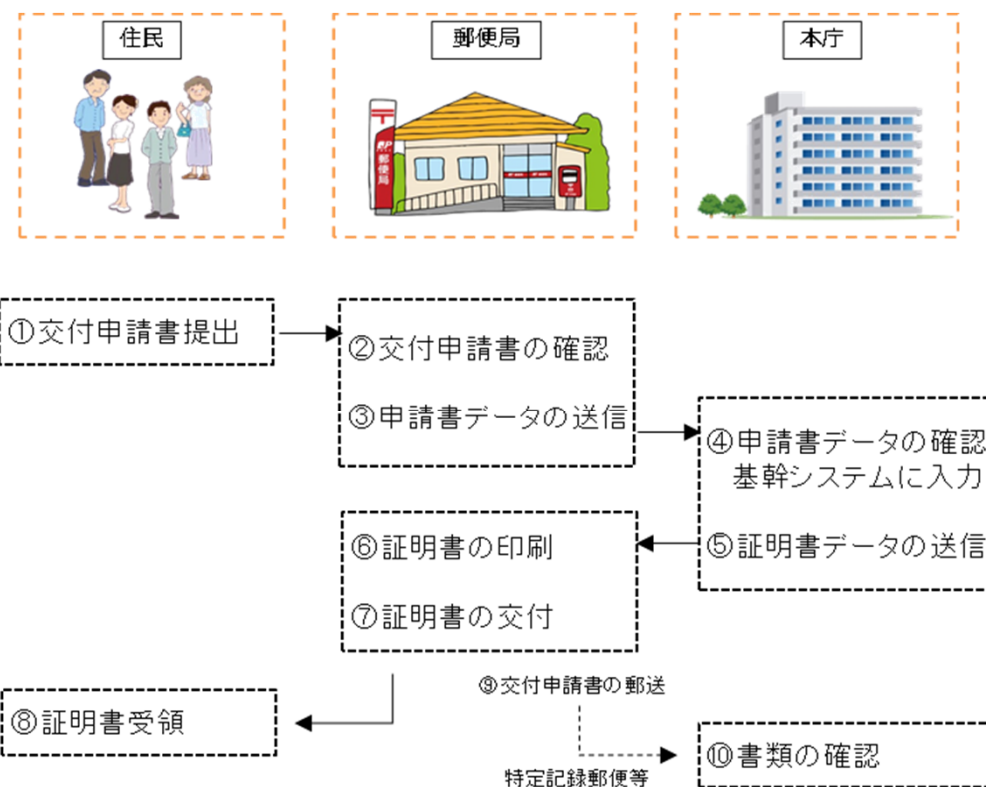 住民
郵便局
本庁
郵便局
①交付申請書提出
②交付申請書の確認
③申請書データの送信
④申請書データの確認
基幹システムに入力
⑤証明書データの送信
⑥証明書の印刷
⑦証明書の交付
⑨交付申請書の郵送
⑧証明書受領
⑩書類の確認
特定記録郵便等